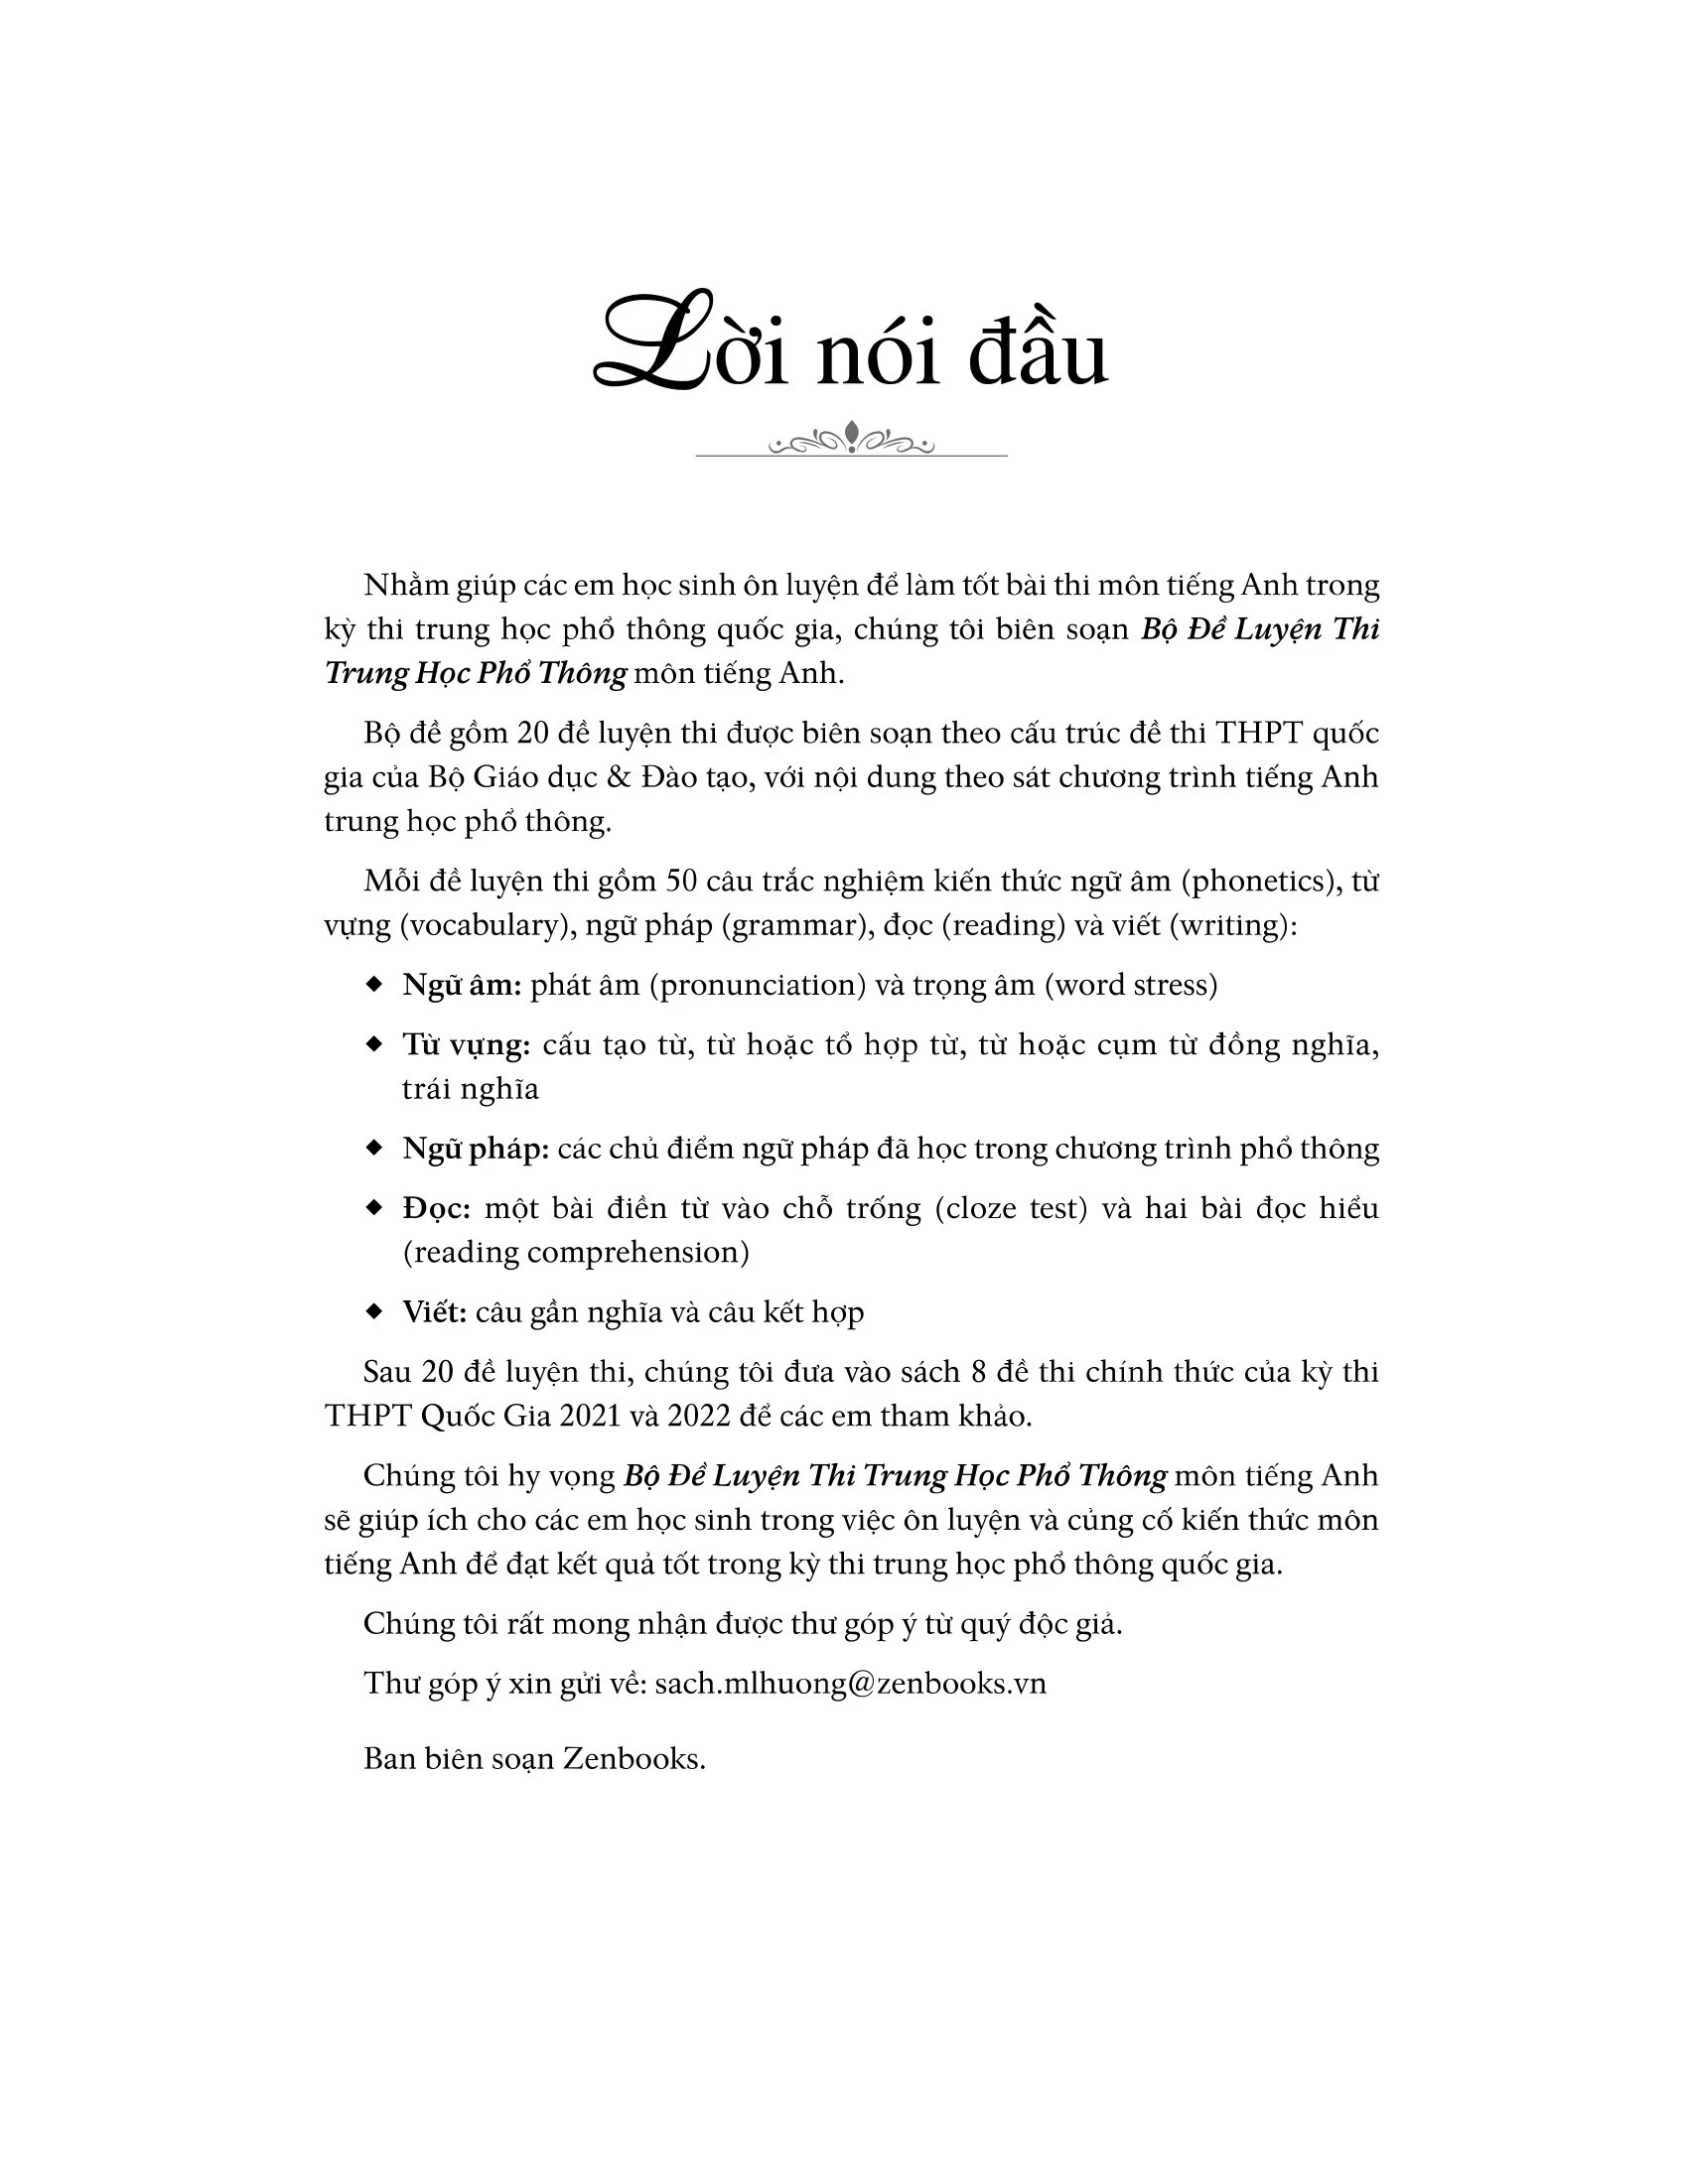 Lời nói đầu
Nhằm giúp các em học sinh ôn luyện để làm tốt bài thi môn tiếng Anh trong
kỳ thi trung học phổ thông quốc gia, chúng tôi biên soạn Bộ Đề Luyện Thi
Trung Học Phổ Thông môn tiếng Anh.
Bộ đề gồm 20 đề luyện thi được biên soạn theo cấu trúc đề thi THPT quốc
gia của Bộ Giáo dục & Đào tạo, với nội dung theo sát chương trình tiếng Anh
trung học phổ thông.
Mỗi đề luyện thi gồm 50 câu trắc nghiệm kiến thức ngữ âm (phonetics), từ
vựng (vocabulary), ngữ pháp (grammar), đọc (reading) và viết (writing):
◆ Ngữ âm: phát âm (pronunciation) và trọng âm (word stress)
◆ Từ vựng: cấu tạo từ, từ hoặc tổ hợp từ, từ hoặc cụm từ đồng nghĩa,
trái nghĩa
◆ Ngữ pháp: các chủ điểm ngữ pháp đã học trong chương trình phổ thông
◆ Đọc: một bài điền từ vào chỗ trống (cloze test) và hai bài đọc hiểu
(reading comprehension)
◆ Viết: câu gần nghĩa và câu kết hợp
Sau 20 đề luyện thi, chúng tôi đưa vào sách 8 đề thi chính thức của kỳ thi
THPT Quốc Gia 2021 và 2022 để các em tham khảo.
Chúng tôi hy vọng Bộ Đề Luyện Thi Trung Học Phổ Thông môn tiếng Anh
sẽ giúp ích cho các em học sinh trong việc ôn luyện và củng cố kiến thức môn
tiếng Anh để đạt kết quả tốt trong kỳ thi trung học phổ thông quốc gia.
Chúng tôi rất mong nhận được thư góp ý từ quý độc giả.
Thư góp ý xin gửi về: sach.mlhuong@zenbooks.vn
Ban biên soạn Zenbooks.